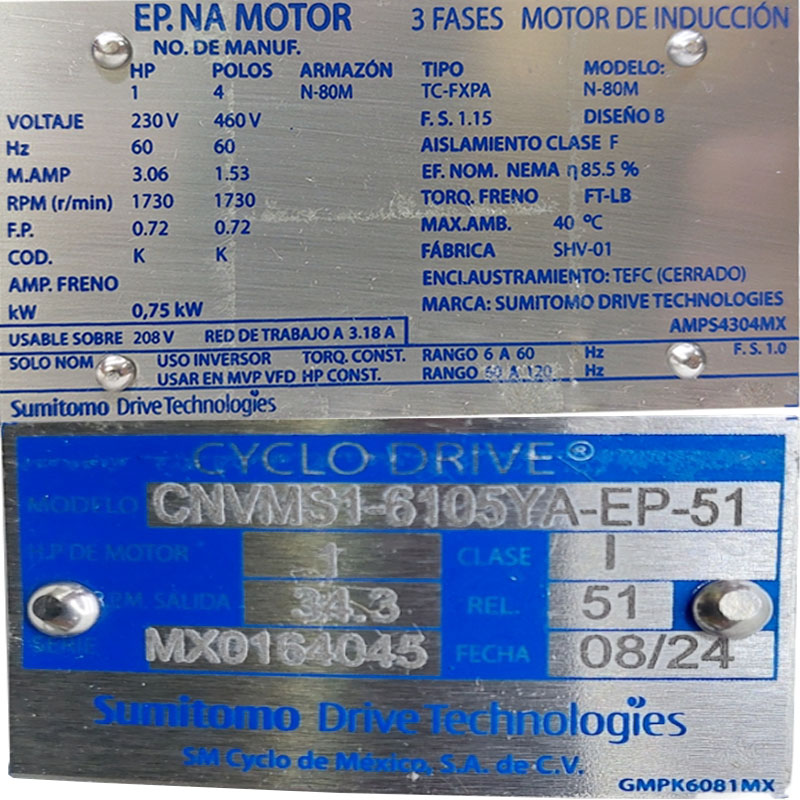 EP. NA MOTOR 3 FASES MOTOR DE INDUCCIÓN
NO. DE MANUF.
HP POLOS ARMAZÓN TIPO MODELO:
1 4 N-80M TC-FXPA N-80M
VOLTAJE 230 V 460 V F. S. 1.15 DISEÑO B
Hz 60 60 AISLAMIENTO CLASE F
M.AMP 3.06 1.53 EF. NOM. NEMA η 85.5 %
RPM (r/min) 1730 1730 TORQ. FRENO FT-LB
F.P. 0.72 0.72 MAX.AMB. 40 °C
COD. K K FÁBRICA SHV-01
AMP. FRENO ENCLAUSTRAMIENTO: TEFC (CERRADO)
kW 0,75 kW MARCA: SUMITOMO DRIVE TECHNOLOGIES
USABLE SOBRE 208 V RED DE TRABAJO A 3.18 A AMPS4304MX
SOLO NOM USO INVERSOR TORQ. CONST. RANGO 6 A 60 Hz F. S. 1.0
USAR EN MVP VFD HP CONST. RANGO 60 A 120 Hz
Sumitomo Drive Technologies
CYCLO DRIVE®
MODELO CNVMS1-6105YA-EP-51
H.P DE MOTOR 1 CLASE I
SALIDA 34.3 REL. 51
SERIE MX0164045 FECHA 08/24
Sumitomo Drive Technologies
SM Cyclo de México, S.A. de C.V.
GMPK6081MX